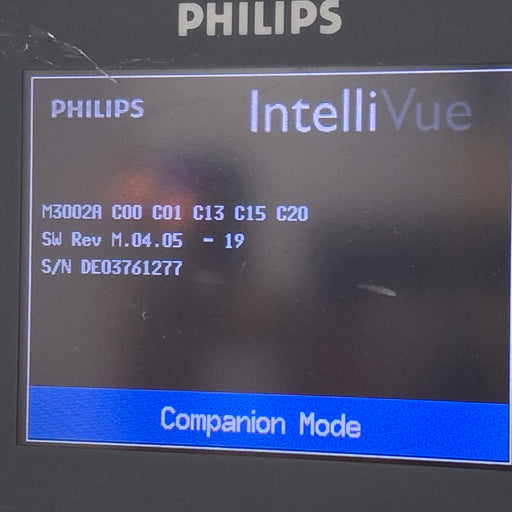 PHILIPS
PHILIPS IntelliVue
M3002A C00 C01 C13 C15 C20
SW Rev M.04.05 - 19
S/N DE03761277
Companion Mode